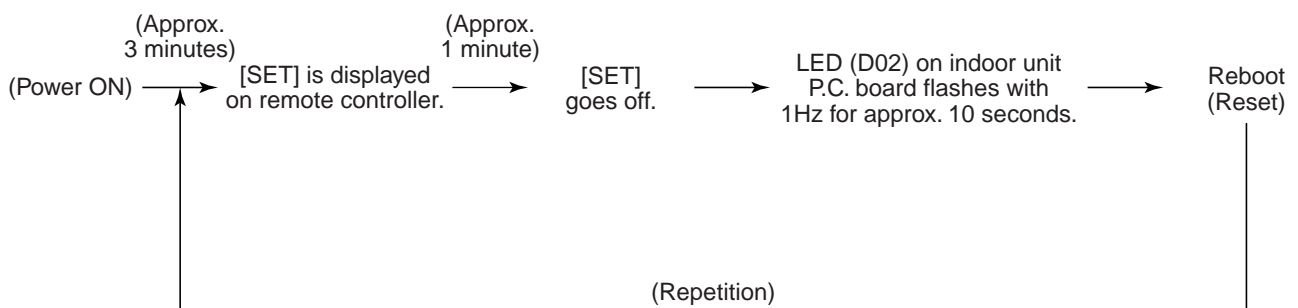 (Approx.
3 minutes)
(Approx.
1 minute)
(Power ON)
[SET] is displayed
on remote controller.
[SET]
goes off.
LED (D02) on indoor unit
P.C. board flashes with
1Hz for approx. 10 seconds.
Reboot
(Reset)
(Repetition)